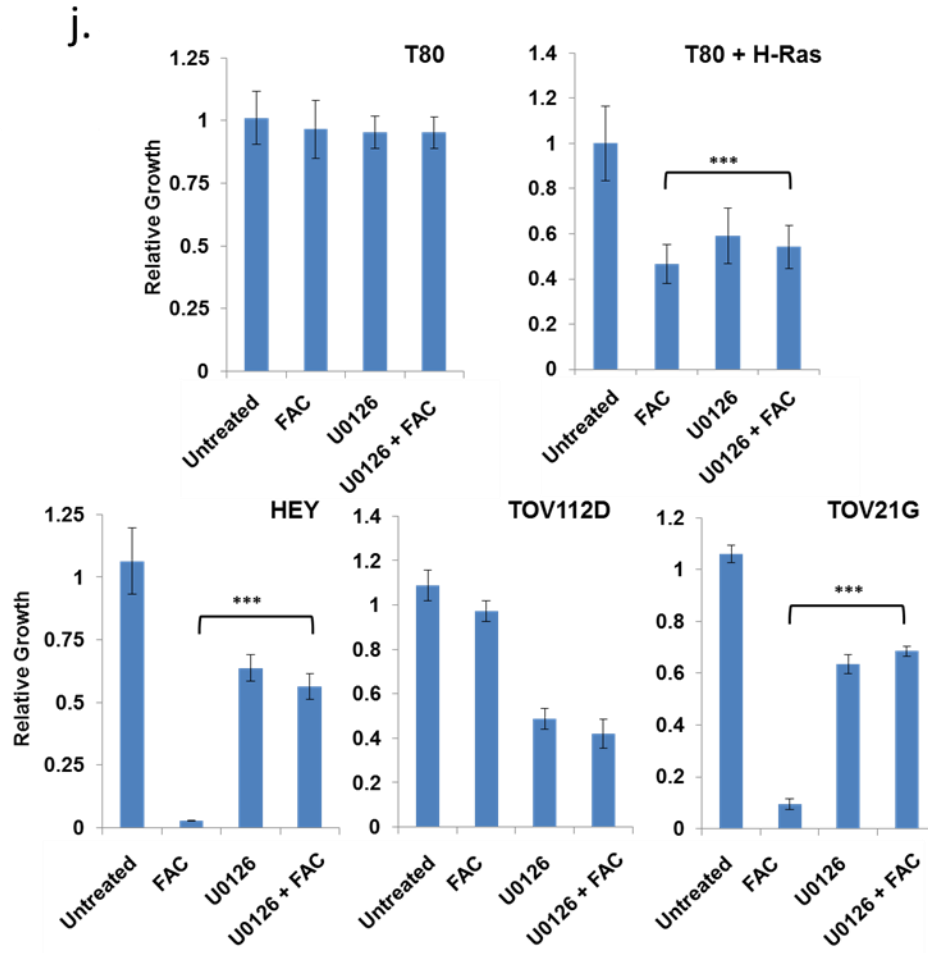 j.
T80
Relative Growth
1.25
1
0.75
0.5
0.25
0
Untreated
FAC
U0126
U0126 + FAC
T80 + H-Ras
1.4
1.2
1
0.8
0.6
0.4
0.2
0
***
Untreated
FAC
U0126
U0126 + FAC
HEY
Relative Growth
1.25
1
0.75
0.5
0.25
0
***
Untreated
FAC
U0126
U0126 + FAC
TOV112D
1.4
1.2
1
0.8
0.6
0.4
0.2
0
Untreated
FAC
U0126
U0126 + FAC
TOV21G
1.2
1
0.8
0.6
0.4
0.2
0
***
Untreated
FAC
U0126
U0126 + FAC